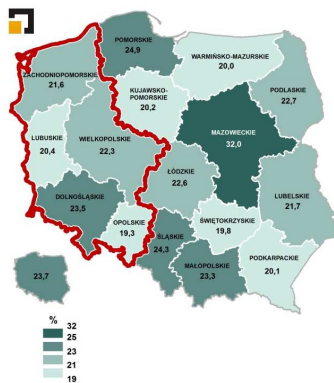 POMORSKIE
24,9
WARMIŃSKO-MAZURSKIE
20,0
ZACHODNIOPOMORSKIE
21,6
KUJAWSKO-
POMORSKIE
20,2
PODLASKIE
22,7
MAZOWIECKIE
32,0
LUBUSKIE
20,4
WIELKOPOLSKIE
22,3
ŁÓDZKIE
22,6
LUBELSKIE
21,7
DOLNOŚLĄSKIE
23,5
OPOLSKIE
19,3
ŚLĄSKIE
24,3
ŚWIĘTOKRZYSKIE
19,8
MAŁOPOLSKIE
23,3
PODKARPACKIE
20,1
23,7
%
32
25
23
21
19